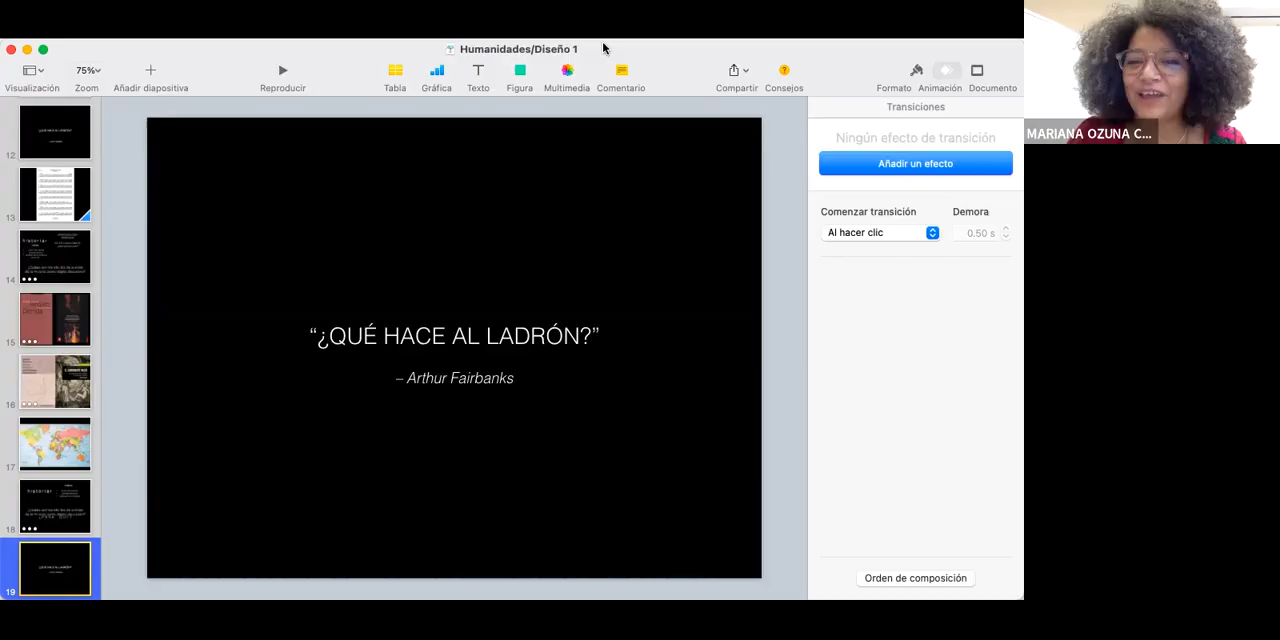 Humanidades/Diseño 1
75%
Visualización
Zoom
Añadir diapositiva
Reproducir
Tabla
Gráfica
Texto
Figura
Multimedia
Comentario
Compartir
Consejos
Formato
Animación
Documento
Transiciones
Ningún efecto de transición
Añadir un efecto
Comenzar transición
Demora
Al hacer clic
0.50 s
12
13
14
15
16
17
18
19
“¿QUÉ HACE AL LADRÓN?”
– Arthur Fairbanks
Orden de composición
MARIANA OZUNA C...